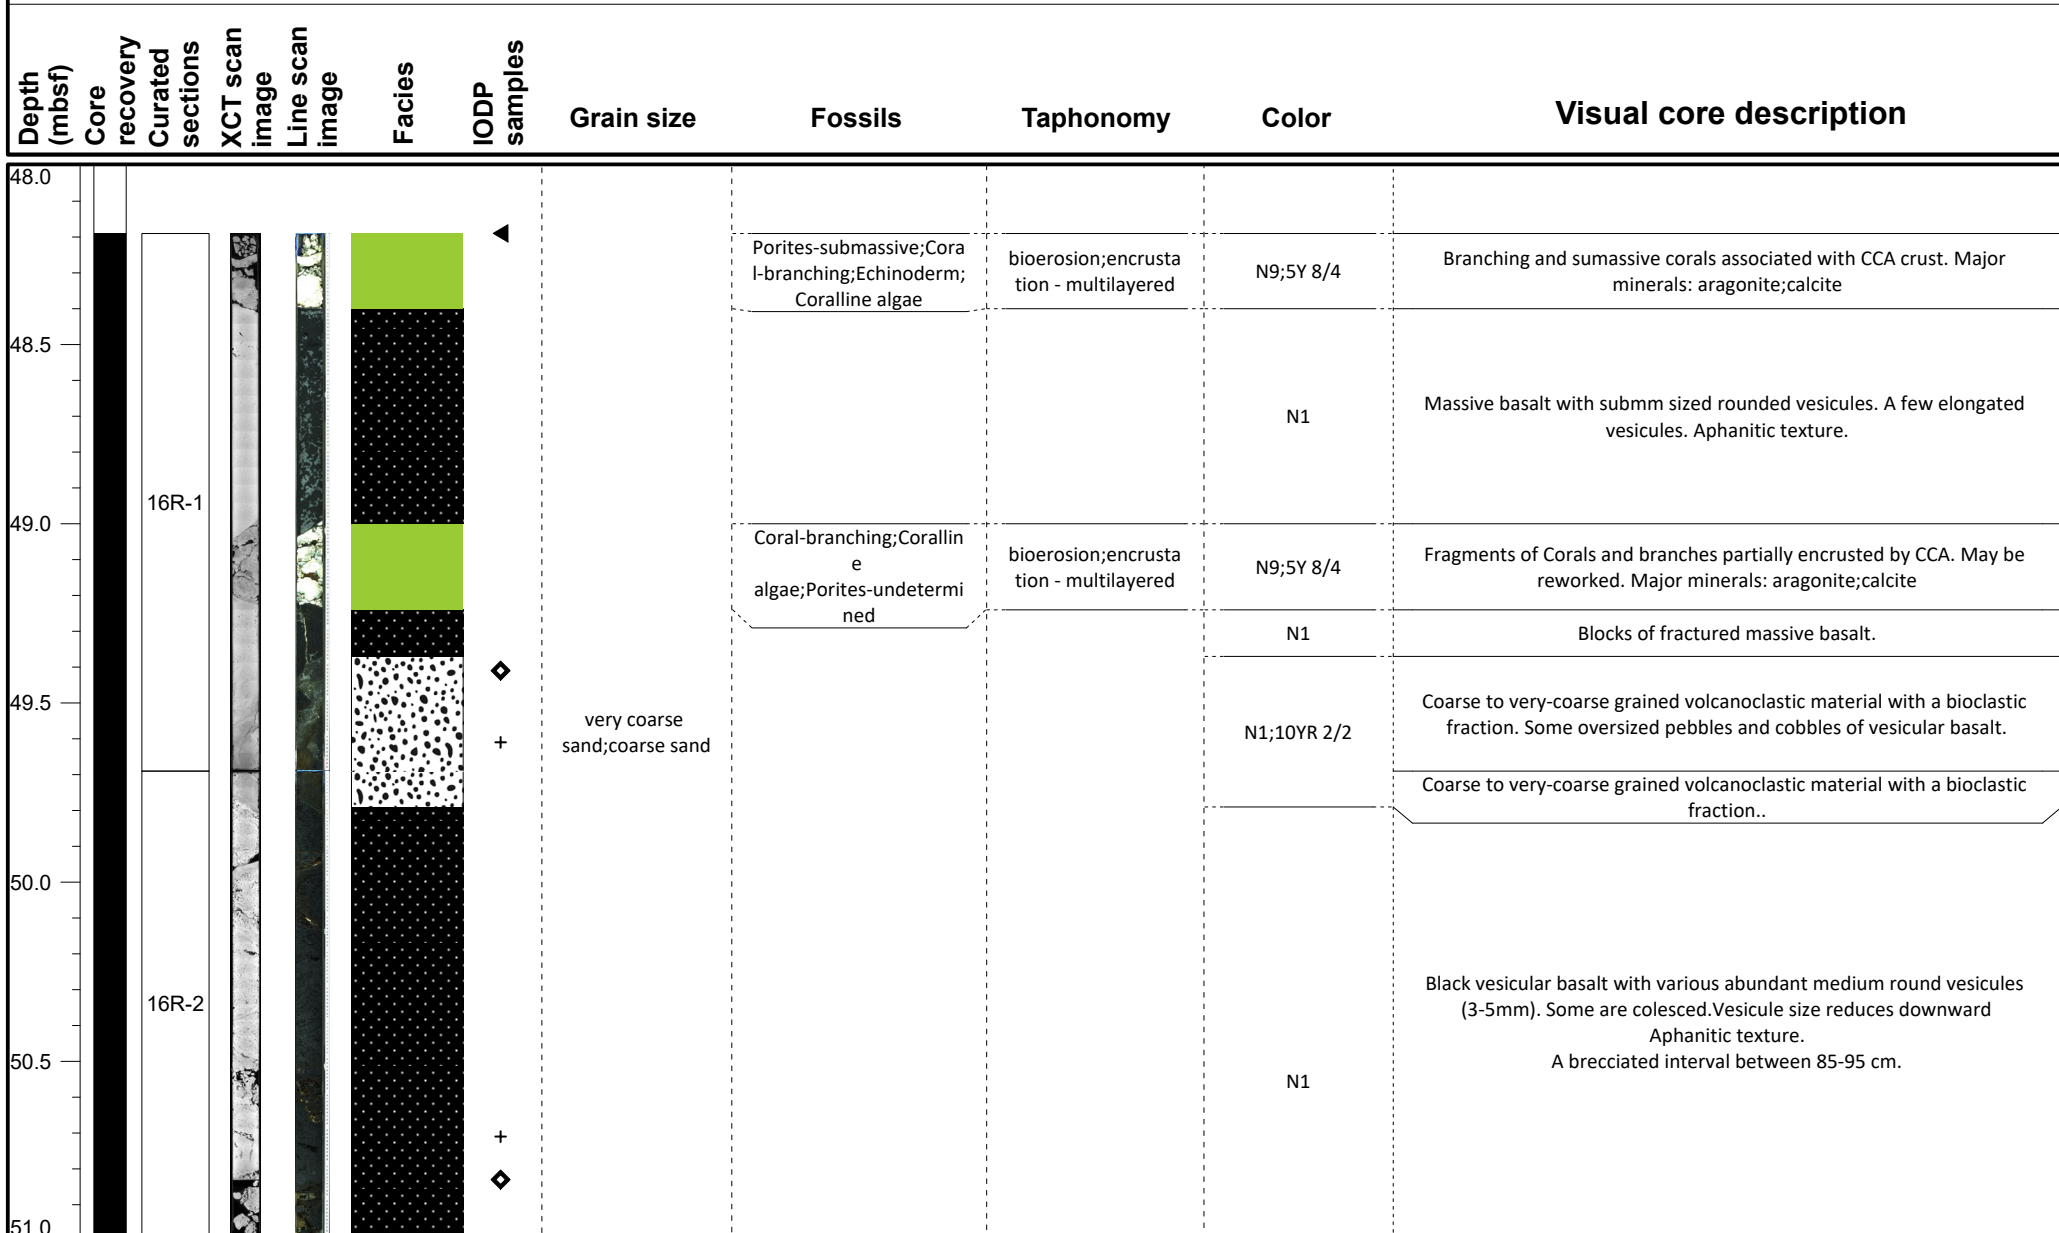 Depth
(mbsf)
Core
recovery
Curated
sections
XCT scan
image
Line scan
image
Facies
IODP
samples
Grain size
Fossils
Taphonomy
Color
Visual core description
48.0
Porites-submassive;Cora
l-branching;Echinoderm;
Coralline algae
bioerosion;encrusta
tion - multilayered
N9;5Y 8/4
Branching and sumassive corals associated with CCA crust. Major
minerals: aragonite;calcite
48.5
N1
Massive basalt with submm sized rounded vesicules. A few elongated
vesicules. Aphanitic texture.
16R-1
49.0
Coral-branching;Corallin
e
algae;Porites-undetermi
ned
bioerosion;encrusta
tion - multilayered
N9;5Y 8/4
Fragments of Corals and branches partially encrusted by CCA. May be
reworked. Major minerals: aragonite;calcite
N1
Blocks of fractured massive basalt.
49.5
very coarse
sand;coarse sand
N1;10YR 2/2
Coarse to very-coarse grained volcanoclastic material with a bioclastic
fraction. Some oversized pebbles and cobbles of vesicular basalt.
Coarse to very-coarse grained volcanoclastic material with a bioclastic
fraction..
50.0
16R-2
Black vesicular basalt with various abundant medium round vesicules
(3-5mm). Some are colesced.Vesicule size reduces downward
Aphanitic texture.
A brecciated interval between 85-95 cm.
50.5
N1
51.0